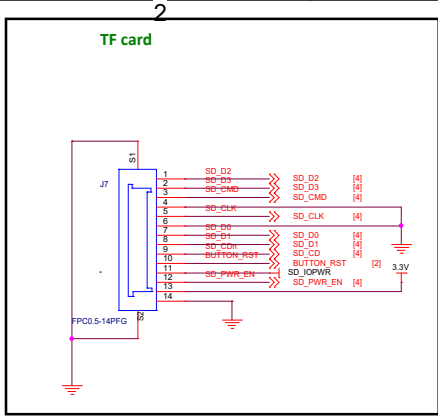 2
TF card
S1
J7
1 SD_D2 SD_D2 [4]
2 SD_D3 SD_D3 [4]
3 SD_CMD SD_CMD [4]
4
5 SD_CLK SD_CLK [4]
6
7 SD_D0 SD_D0 [4]
8 SD_D1 SD_D1 [4]
9 SD_CDn SD_CD [4]
10 BUTTON_RST BUTTON_RST [2]
11 SD_IOPWR 3.3V
12 SD_PWR_EN SD_PWR_EN [4]
13
14
S2
FPC0.5-14PFG